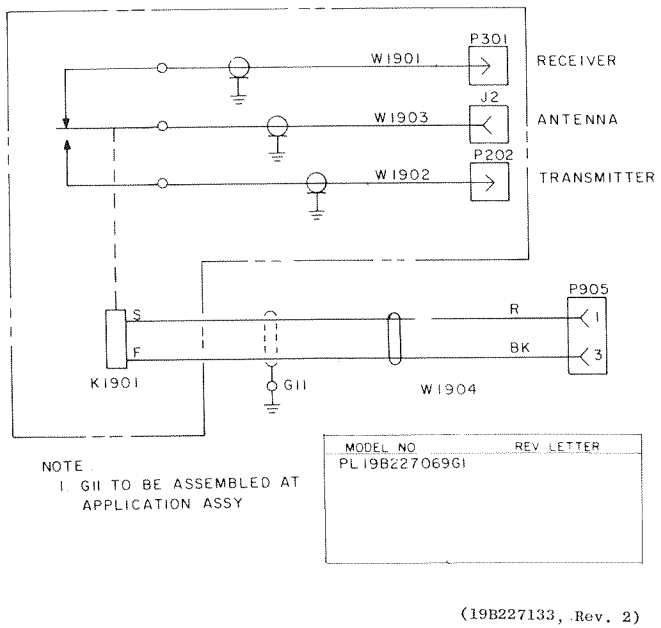 P301
W1901
RECEIVER
J2
W1903
ANTENNA
P202
W1902
TRANSMITTER
P905
S
R
1
F
BK
3
K1901
G11
W1904
MODEL NO REV LETTER
PL19B227069G1
NOTE.
1. G11 TO BE ASSEMBLED AT
APPLICATION ASSY
(19B227133, Rev. 2)